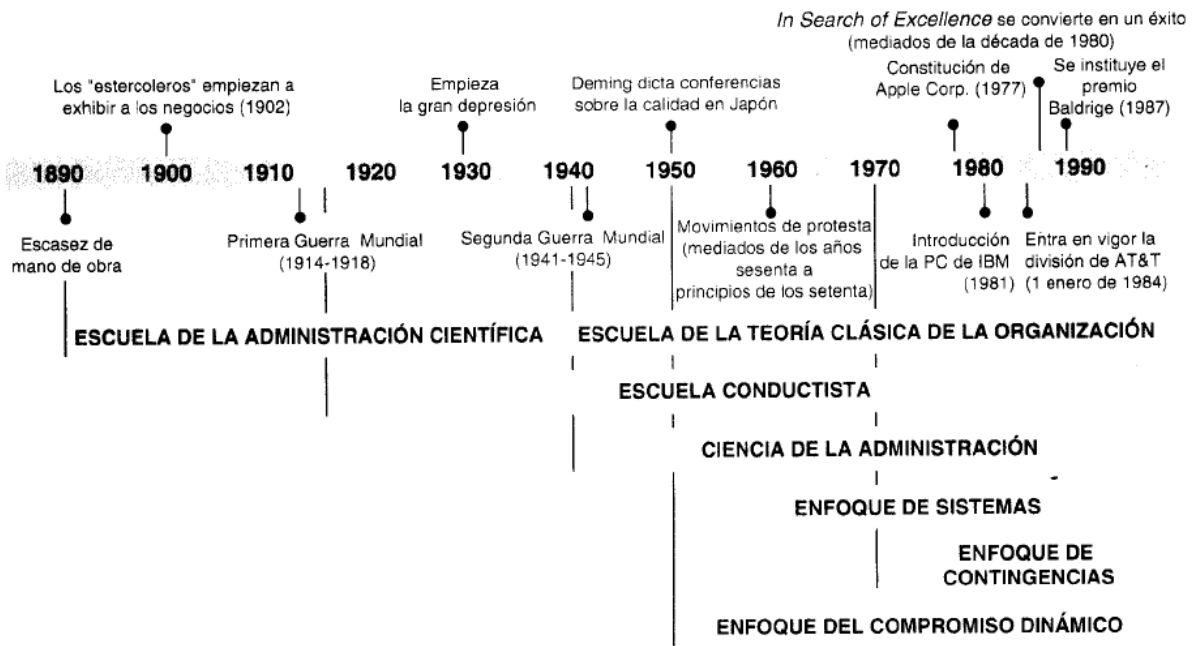 In Search of Excellence se convierte en un éxito
(mediados de la década de 1980)
Los "estercoleros" empiezan a
exhibir a los negocios (1902)
Empieza
la gran depresión
Deming dicta conferencias
sobre la calidad en Japón
Constitución de
Apple Corp. (1977)
Se instituye el
premio
Baldrige (1987)
1890 1900 1910 1920 1930 1940 1950 1960 1970 1980 1990
Escasez de
mano de obra
Primera Guerra Mundial
(1914-1918)
Segunda Guerra Mundial
(1941-1945)
Movimientos de protesta
(mediados de los años
sesenta a
principios de los setenta)
Introducción
de la PC de IBM
(1981)
Entra en vigor la
división de AT&T
(1 enero de 1984)
ESCUELA DE LA ADMINISTRACIÓN CIENTÍFICA
ESCUELA DE LA TEORÍA CLÁSICA DE LA ORGANIZACIÓN
ESCUELA CONDUCTISTA
CIENCIA DE LA ADMINISTRACIÓN
ENFOQUE DE SISTEMAS
ENFOQUE DE
CONTINGENCIAS
ENFOQUE DEL COMPROMISO DINÁMICO